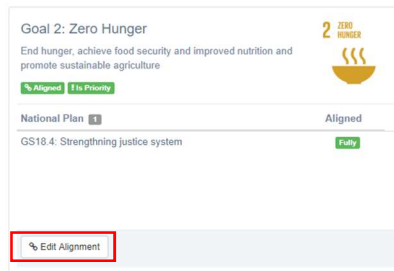 Goal 2: Zero Hunger
2 ZERO HUNGER
End hunger, achieve food security and improved nutrition and
promote sustainable agriculture
Aligned ! Is Priority
National Plan 1 Aligned
GS18.4: Strengthning justice system Fully
Edit Alignment